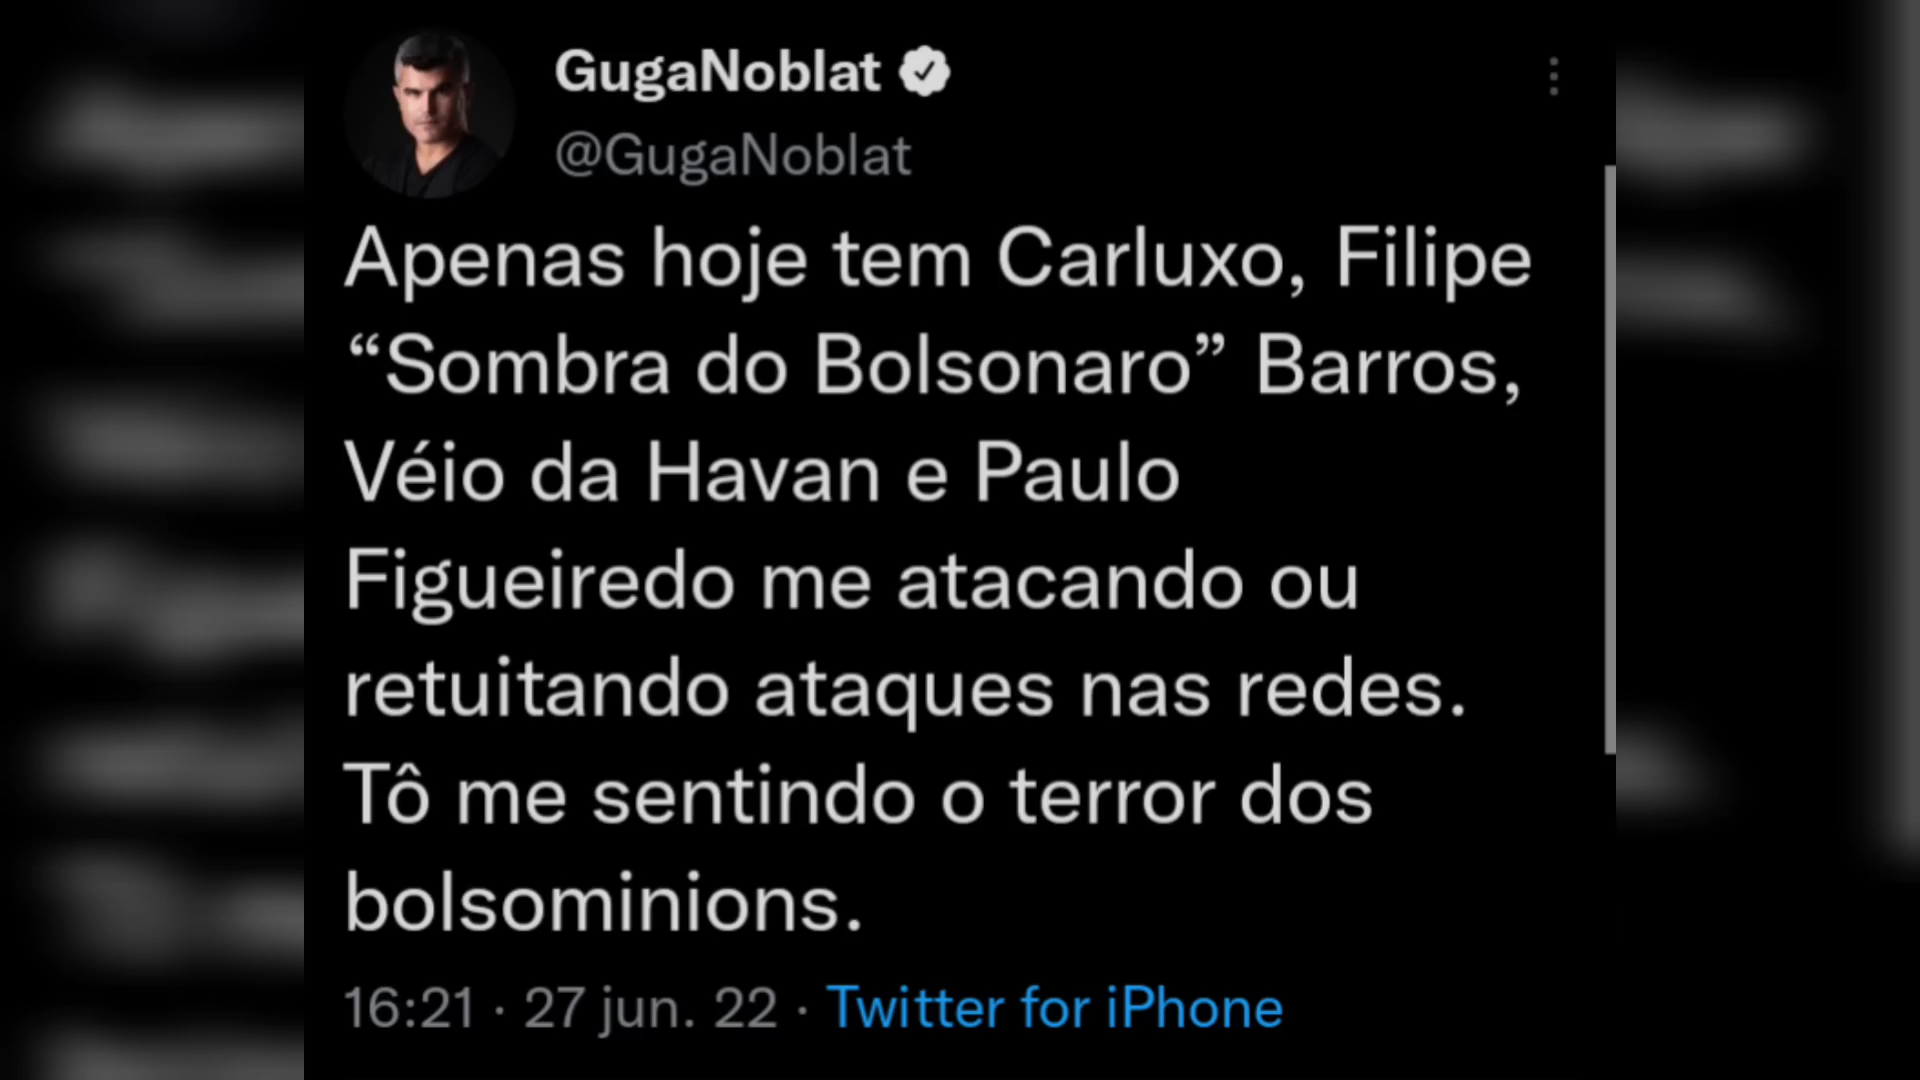 GugaNoblat
@GugaNoblat
Apenas hoje tem Carluxo, Filipe
“Sombra do Bolsonaro” Barros,
Véio da Havan e Paulo
Figueiredo me atacando ou
retuitando ataques nas redes.
Tô me sentindo o terror dos
bolsominions.
16:21 · 27 jun. 22 · Twitter for iPhone